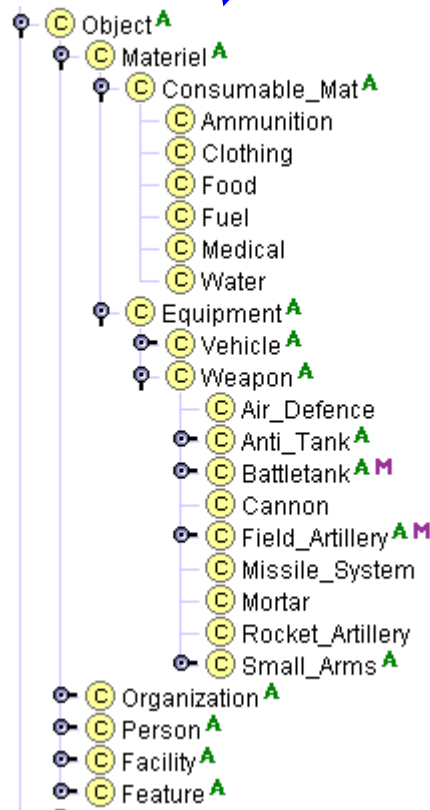 C Object A
C Materiel A
C Consumable_Mat A
C Ammunition
C Clothing
C Food
C Fuel
C Medical
C Water
C Equipment A
C Vehicle A
C Weapon A
C Air_Defence
C Anti_Tank A
C Battletank A M
C Cannon
C Field_Artillery A M
C Missile_System
C Mortar
C Rocket_Artillery
C Small_Arms A
C Organization A
C Person A
C Facility A
C Feature A